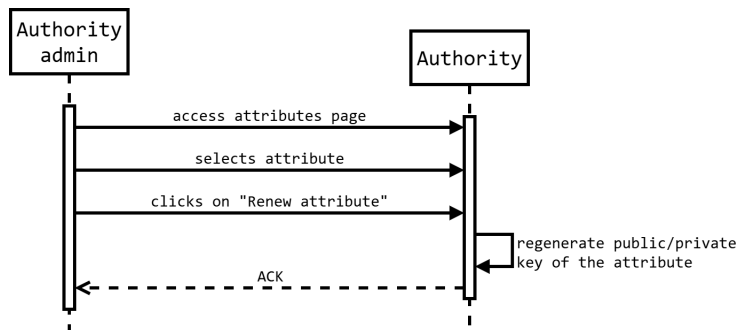 Authority
admin
Authority
access attributes page
selects attribute
clicks on "Renew attribute"
regenerate public/private
key of the attribute
ACK